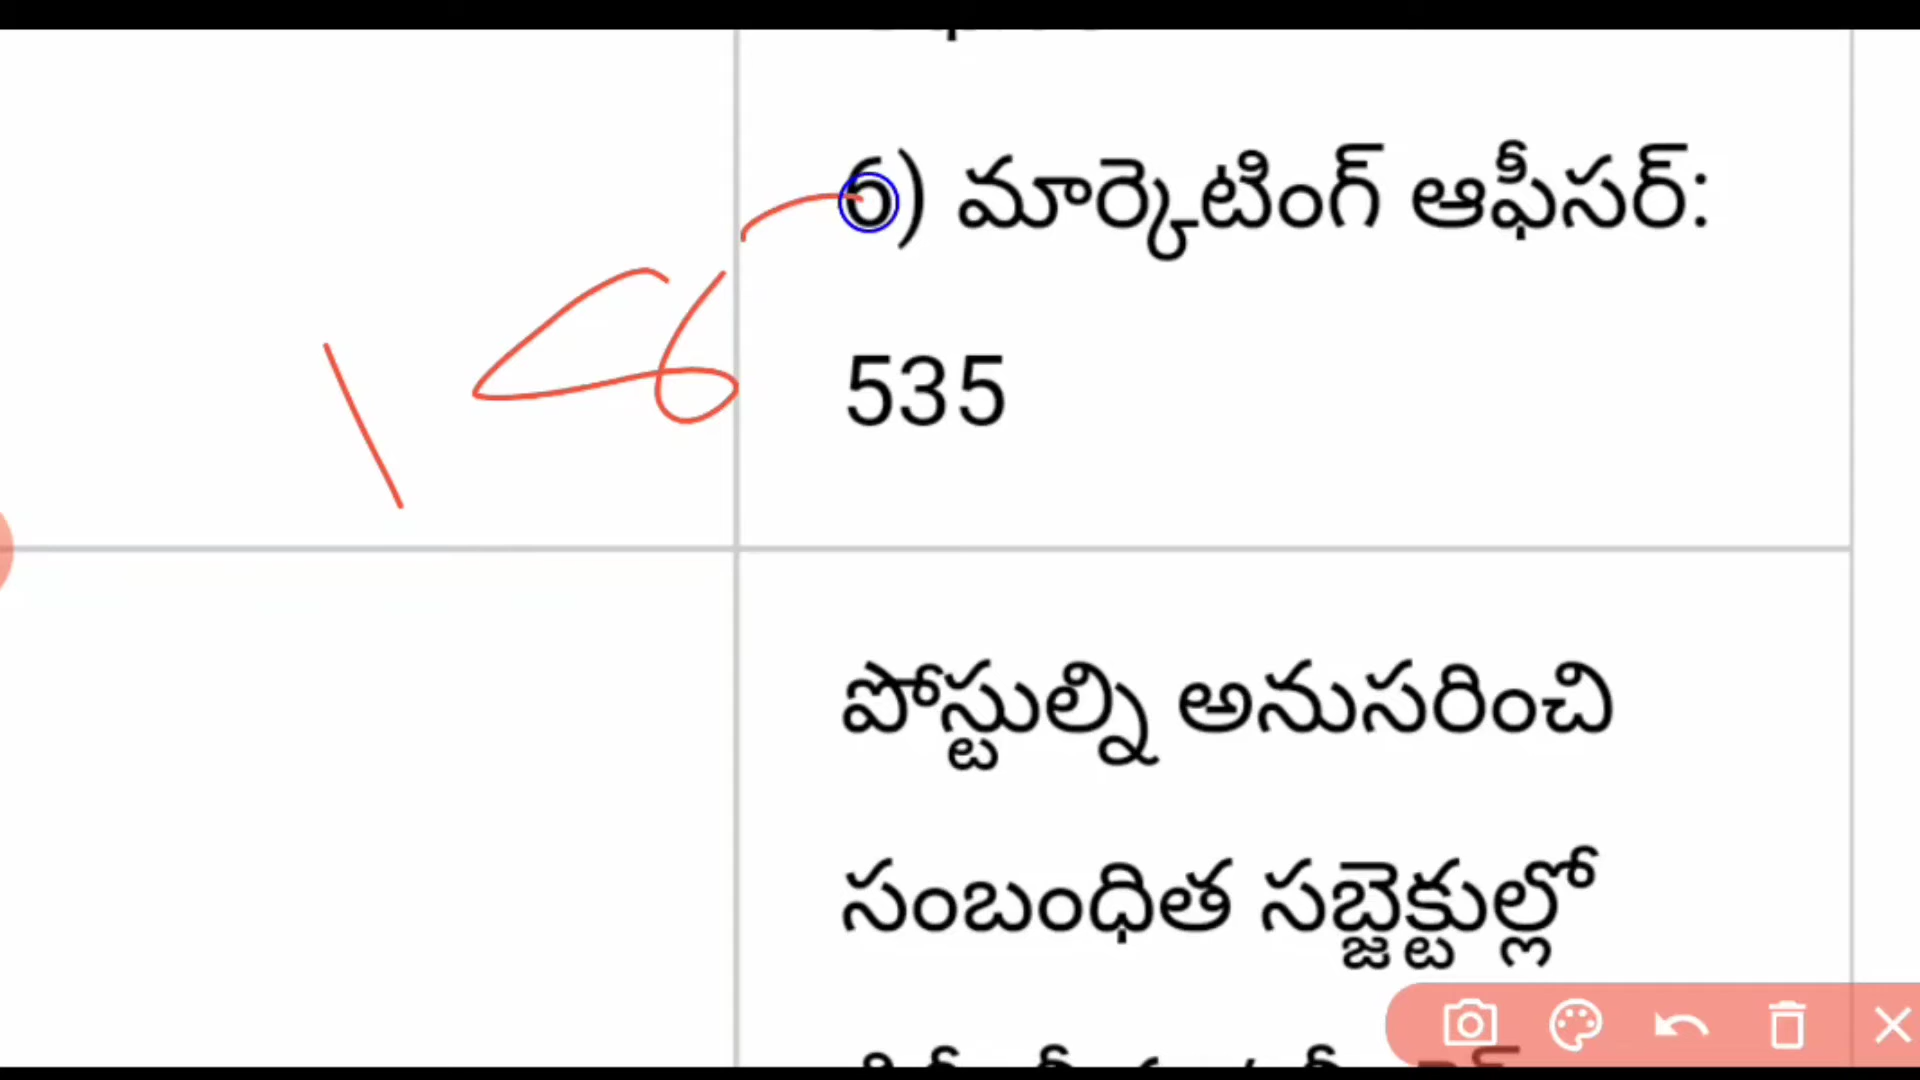 6) మార్కెటింగ్ ఆఫీసర్:
535
పోస్టుల్ని అనుసరించి
సంబంధిత సబ్జెక్టుల్లో